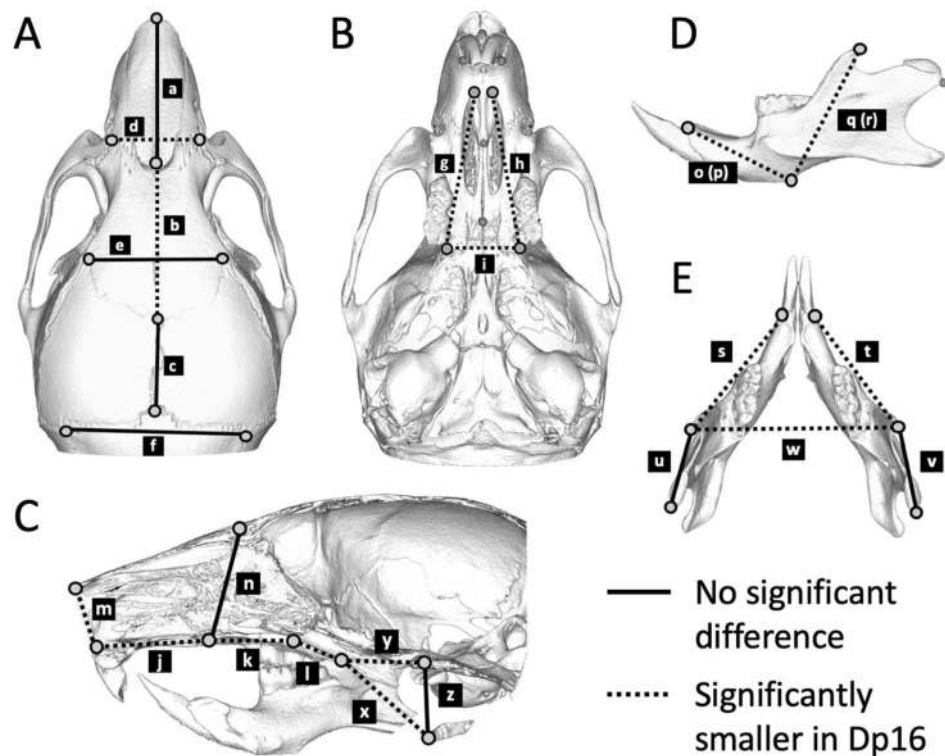 A
B
D
a
d
b
e
c
f
g
h
i
q (r)
o (p)
E
s
t
w
u
v
C
n
m
j
k
l
y
x
z
No significant
difference
Significantly
smaller in Dp16